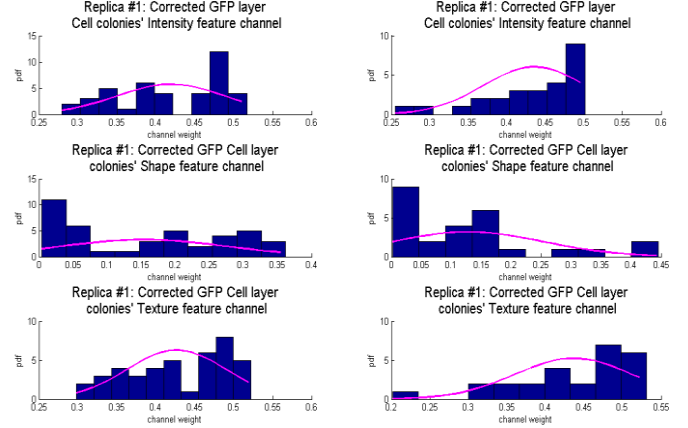 Replica #1: Corrected GFP layer
Cell colonies' Intensity feature channel
15
10
5
0
pdf
0.25 0.3 0.35 0.4 0.45 0.5 0.55 0.6
channel weight
Replica #1: Corrected GFP layer
Cell colonies' Intensity feature channel
10
5
0
pdf
0.25 0.3 0.35 0.4 0.45 0.5 0.55 0.6
channel weight
Replica #1: Corrected GFP Cell layer
colonies' Shape feature channel
15
10
5
0
pdf
0 0.05 0.1 0.15 0.2 0.25 0.3 0.35 0.4
channel weight
Replica #1: Corrected GFP Cell layer
colonies' Shape feature channel
10
5
0
pdf
0 0.05 0.1 0.15 0.2 0.25 0.3 0.35 0.4 0.45
channel weight
Replica #1: Corrected GFP Cell layer
colonies' Texture feature channel
10
5
0
pdf
0.25 0.3 0.35 0.4 0.45 0.5 0.55 0.6
channel weight
Replica #1: Corrected GFP Cell layer
colonies' Texture feature channel
10
5
0
pdf
0.2 0.25 0.3 0.35 0.4 0.45 0.5 0.55
channel weight